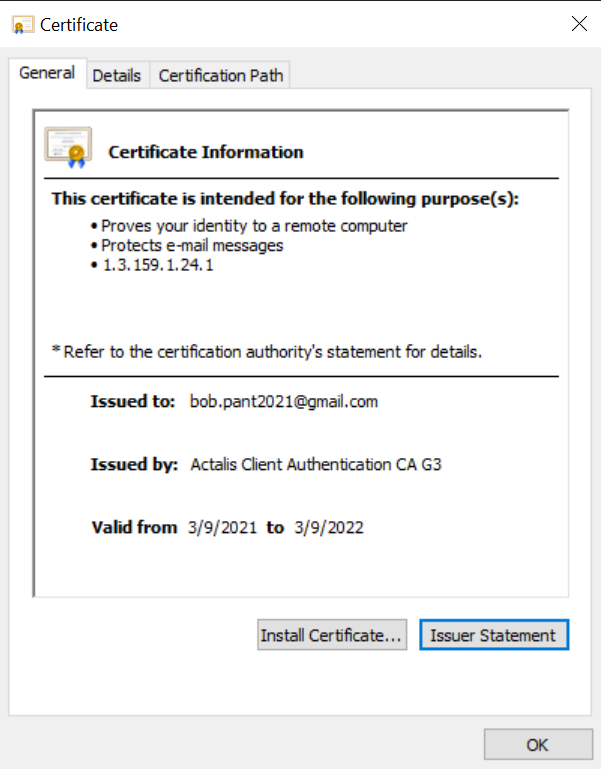 Certificate
General Details Certification Path
Certificate Information
This certificate is intended for the following purpose(s):
• Proves your identity to a remote computer
• Protects e-mail messages
• 1.3.159.1.24.1
* Refer to the certification authority's statement for details.
Issued to: bob.pant2021@gmail.com
Issued by: Actalis Client Authentication CA G3
Valid from 3/9/2021 to 3/9/2022
Install Certificate... Issuer Statement
OK